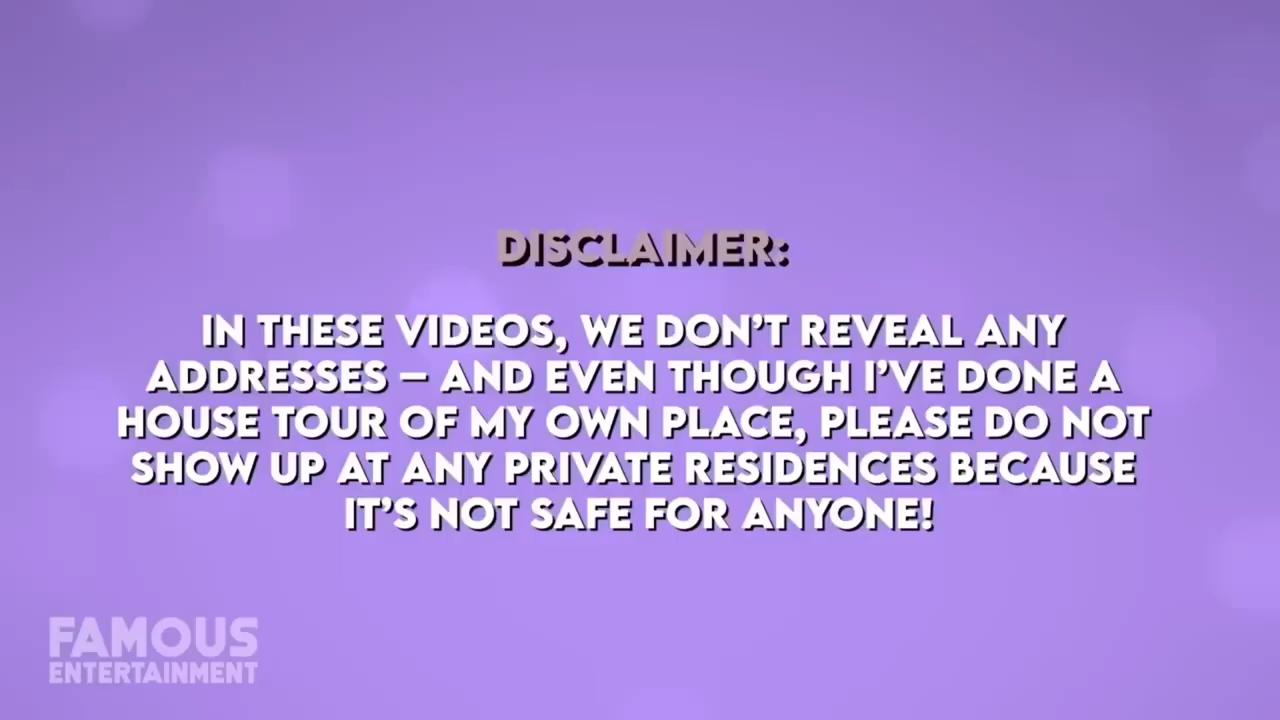 DISCLAIMER:
IN THESE VIDEOS, WE DON'T REVEAL ANY
ADDRESSES – AND EVEN THOUGH I'VE DONE A
HOUSE TOUR OF MY OWN PLACE, PLEASE DO NOT
SHOW UP AT ANY PRIVATE RESIDENCES BECAUSE
IT'S NOT SAFE FOR ANYONE!
FAMOUS
ENTERTAINMENT